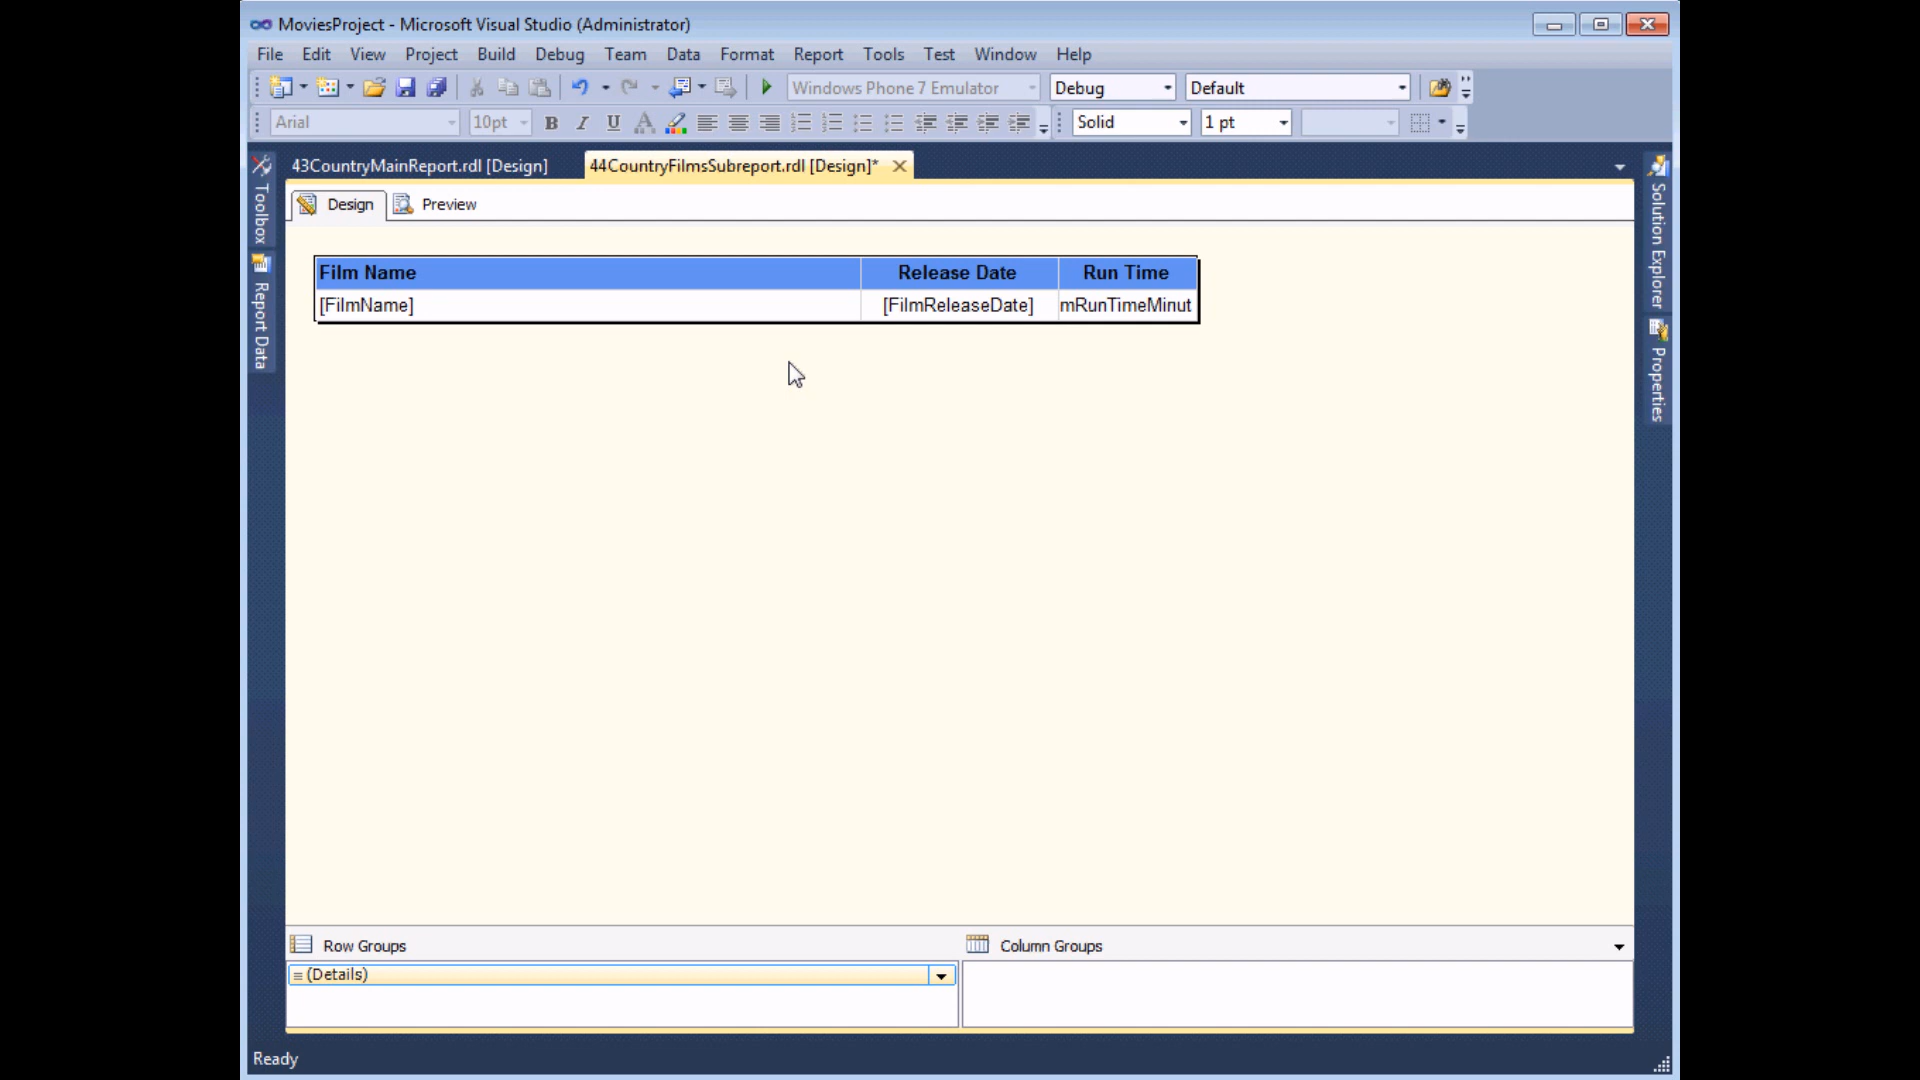 MoviesProject - Microsoft Visual Studio (Administrator)
File Edit View Project Build Debug Team Data Format Report Tools Test Window Help
Windows Phone 7 Emulator Debug Default
Arial 10pt B I U A Solid 1 pt
43CountryMainReport.rdl [Design] 44CountryFilmsSubreport.rdl [Design]*
Toolbox
Report Data
Design Preview
Film Name Release Date Run Time
[FilmName] [FilmReleaseDate] mRunTimeMinut
Solution Explorer
Properties
Row Groups Column Groups
(Details)
Ready